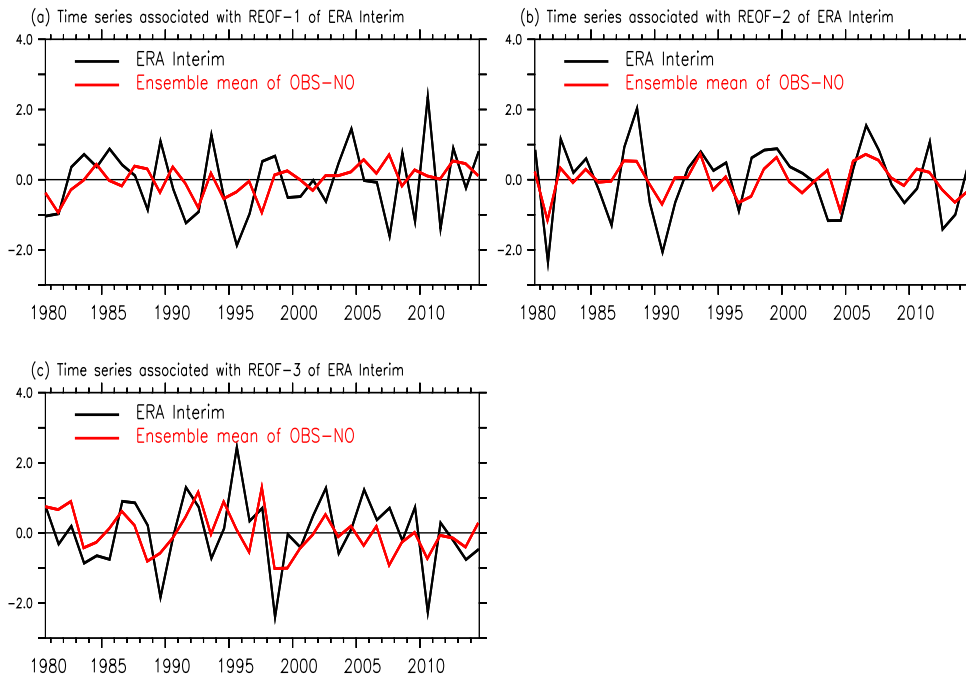 (a) Time series associated with REOF-1 of ERA Interim
4.0
ERA Interim
Ensemble mean of OBS-NO
2.0
0.0
-2.0
1980 1985 1990 1995 2000 2005 2010
(b) Time series associated with REOF-2 of ERA Interim
4.0
ERA Interim
Ensemble mean of OBS-NO
2.0
0.0
-2.0
1980 1985 1990 1995 2000 2005 2010
(c) Time series associated with REOF-3 of ERA Interim
4.0
ERA Interim
Ensemble mean of OBS-NO
2.0
0.0
-2.0
1980 1985 1990 1995 2000 2005 2010